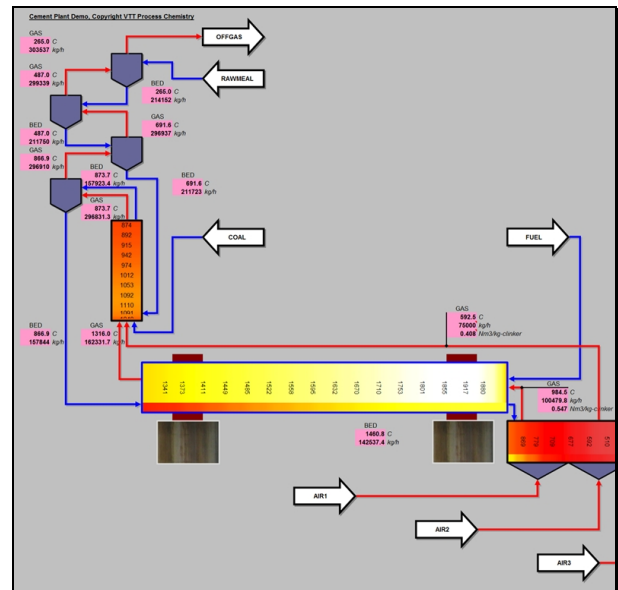 Cement Plant Demo, Copyright VTT Process Chemistry
GAS
265.0 C
303537 kg/h
OFFGAS
GAS
487.0 C
299339 kg/h
RAWMEAL
BED
265.0 C
214152 kg/h
GAS
691.6 C
296937 kg/h
BED
487.0 C
211750 kg/h
GAS
866.9 C
296910 kg/h
BED
873.7 C
157923.4 kg/h
BED
691.6 C
211723 kg/h
GAS
873.7 C
296831.3 kg/h
874
892
915
942
974
1012
1053
1092
1110
COAL
FUEL
BED
866.9 C
157844 kg/h
GAS
1316.0 C
162331.7 kg/h
GAS
592.5 C
75000 kg/h
0.408 Nm3/kg-clinker
1341
1373
1411
1449
1485
1522
1558
1595
1632
1670
1710
1753
1801
1855
1917
1880
GAS
984.5 C
100479.8 kg/h
0.547 Nm3/kg-clinker
BED
1460.8 C
142537.4 kg/h
779
677
592
510
AIR1
AIR2
AIR3